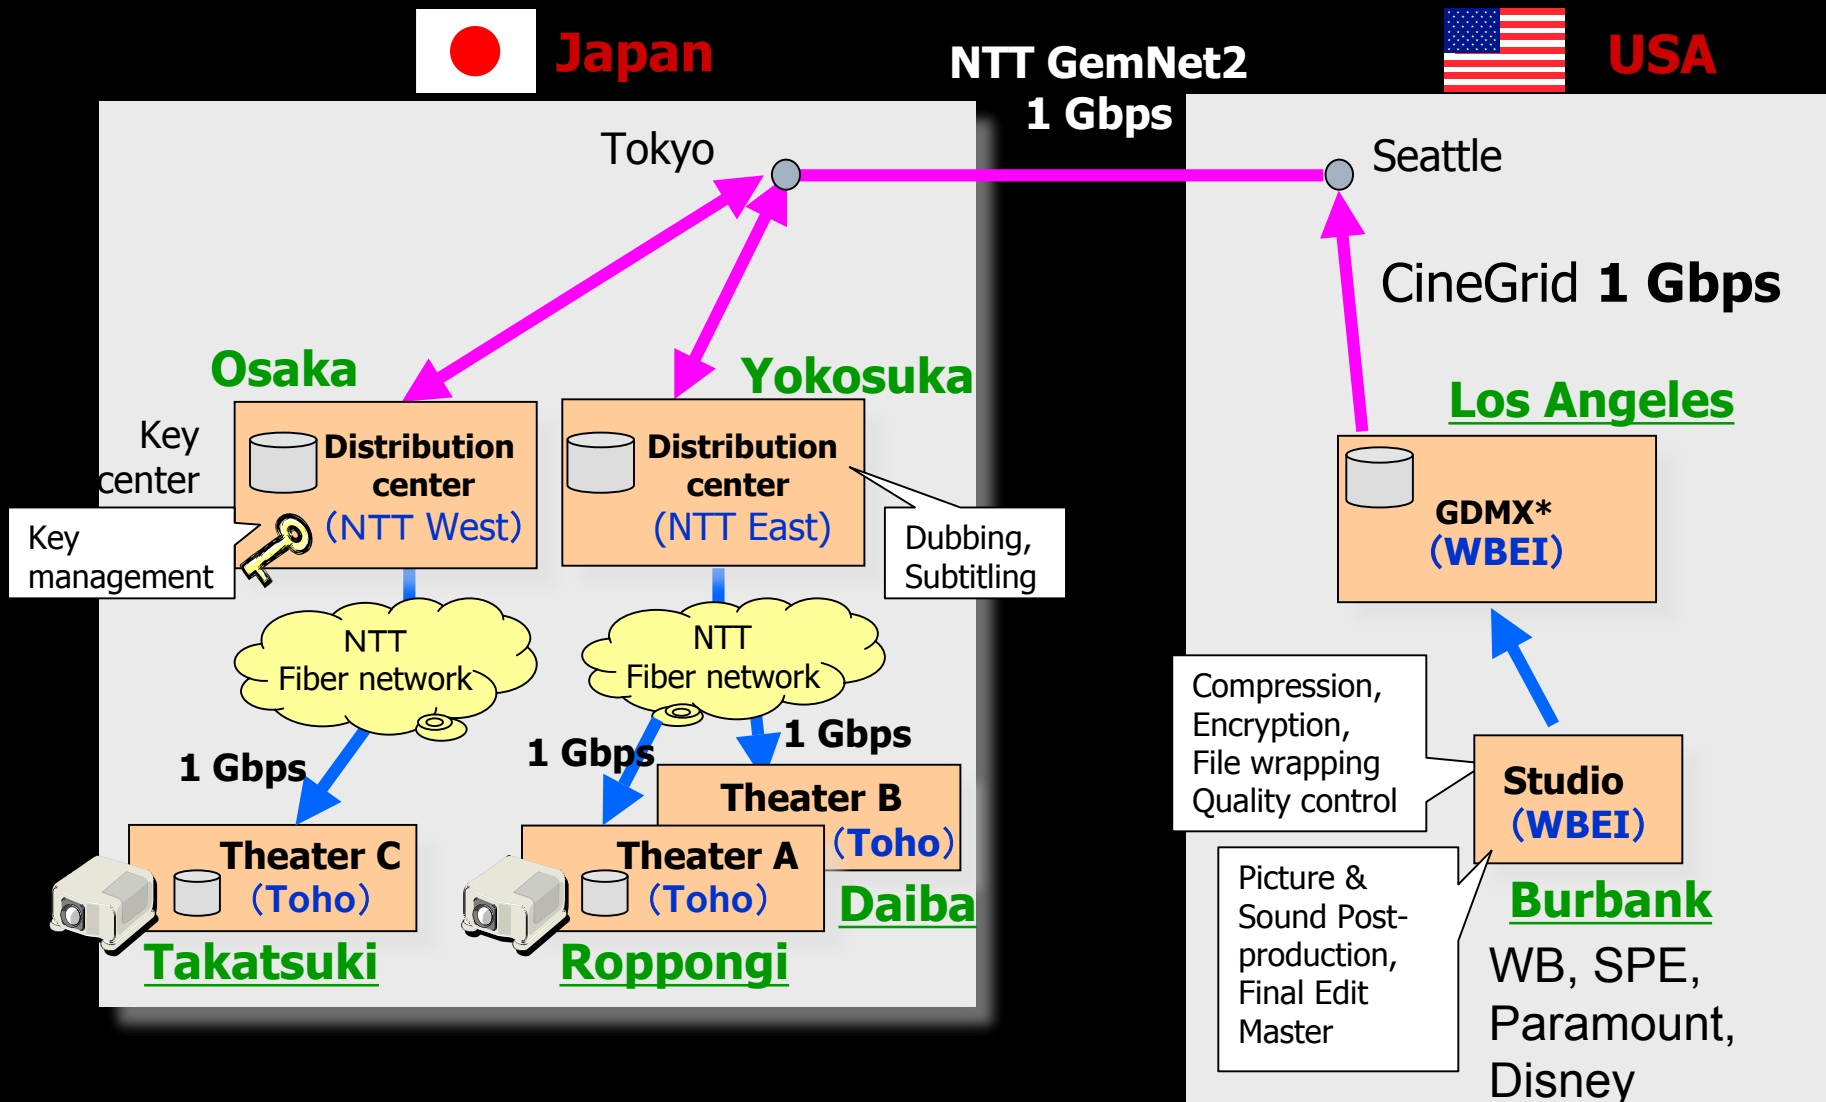 Japan
NTT GemNet2
1 Gbps
USA
Tokyo
Seattle
CineGrid 1 Gbps
Osaka
Yokosuka
Los Angeles
Key
center
Distribution
center
(NTT West)
Distribution
center
(NTT East)
GDMX*
(WBEI)
Key
management
Dubbing,
Subtitling
NTT
Fiber network
NTT
Fiber network
Compression,
Encryption,
File wrapping
Quality control
1 Gbps
1 Gbps
1 Gbps
Studio
(WBEI)
Theater B
(Toho)
Theater C
(Toho)
Theater A
(Toho)
Daiba
Burbank
Picture &
Sound Post-
production,
Final Edit
Master
Takatsuki
Roppongi
WB, SPE,
Paramount,
Disney